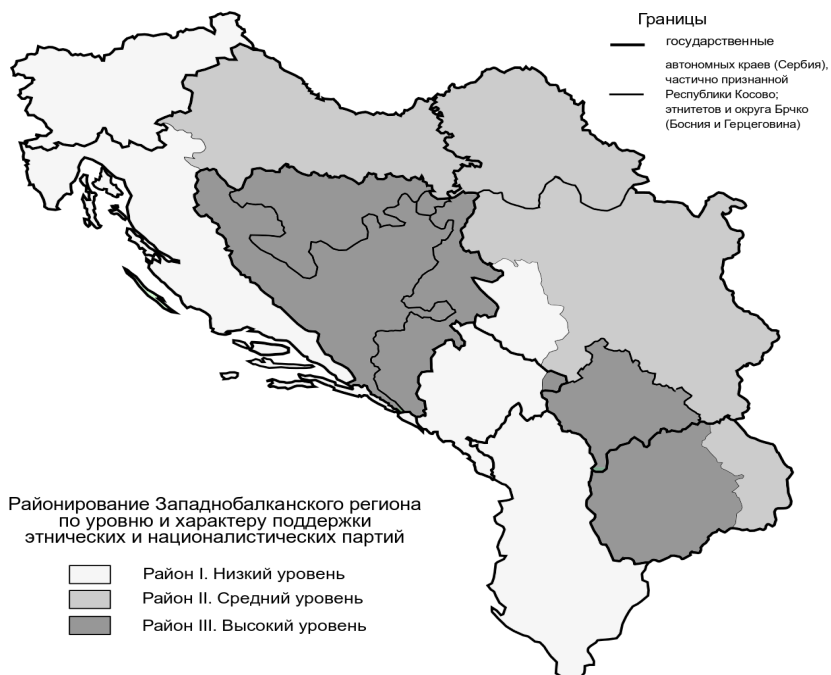 Границы
государственные
автономных краев (Сербия),
частично признанной
Республики Косово;
этнитетов и округа Брчко
(Босния и Герцеговина)
Районирование Западнобалканского региона
по уровню и характеру поддержки
этнических и националистических партий
Район I. Низкий уровень
Район II. Средний уровень
Район III. Высокий уровень